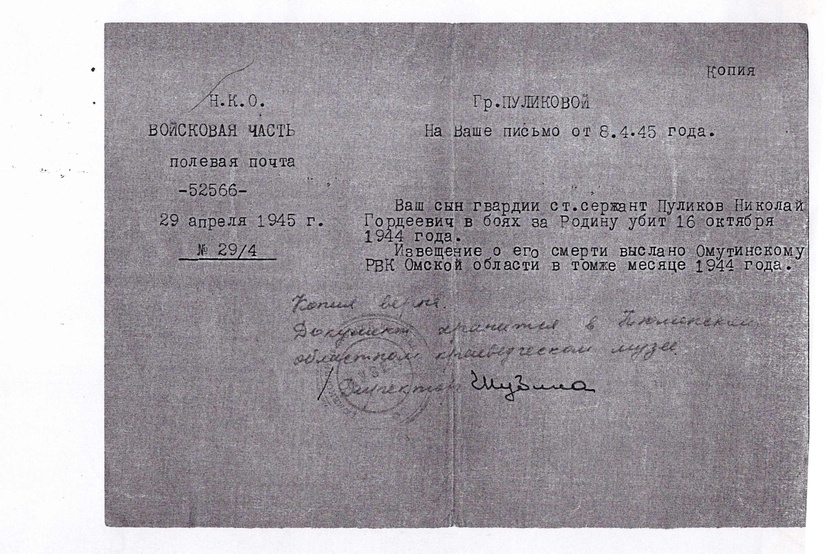 Копия
Н.К.О.
ВОЙСКОВАЯ ЧАСТЬ
полевая почта
-52566-
29 апреля 1945 г.
№ 29/4
Гр.ПУЛИКОВОЙ
На Ваше письмо от 8.4.45 года.
Ваш сын гвардии ст.сержант Пуликов Николай
Гордеевич в боях за Родину убит 16 октября
1944 года.
Извещение о его смерти выслано Омутинскому
РВК Омской области в томже месяце 1944 года.
Копия верна.
Документ хранится в Тюменском
областном краеведческом музее.
Директор